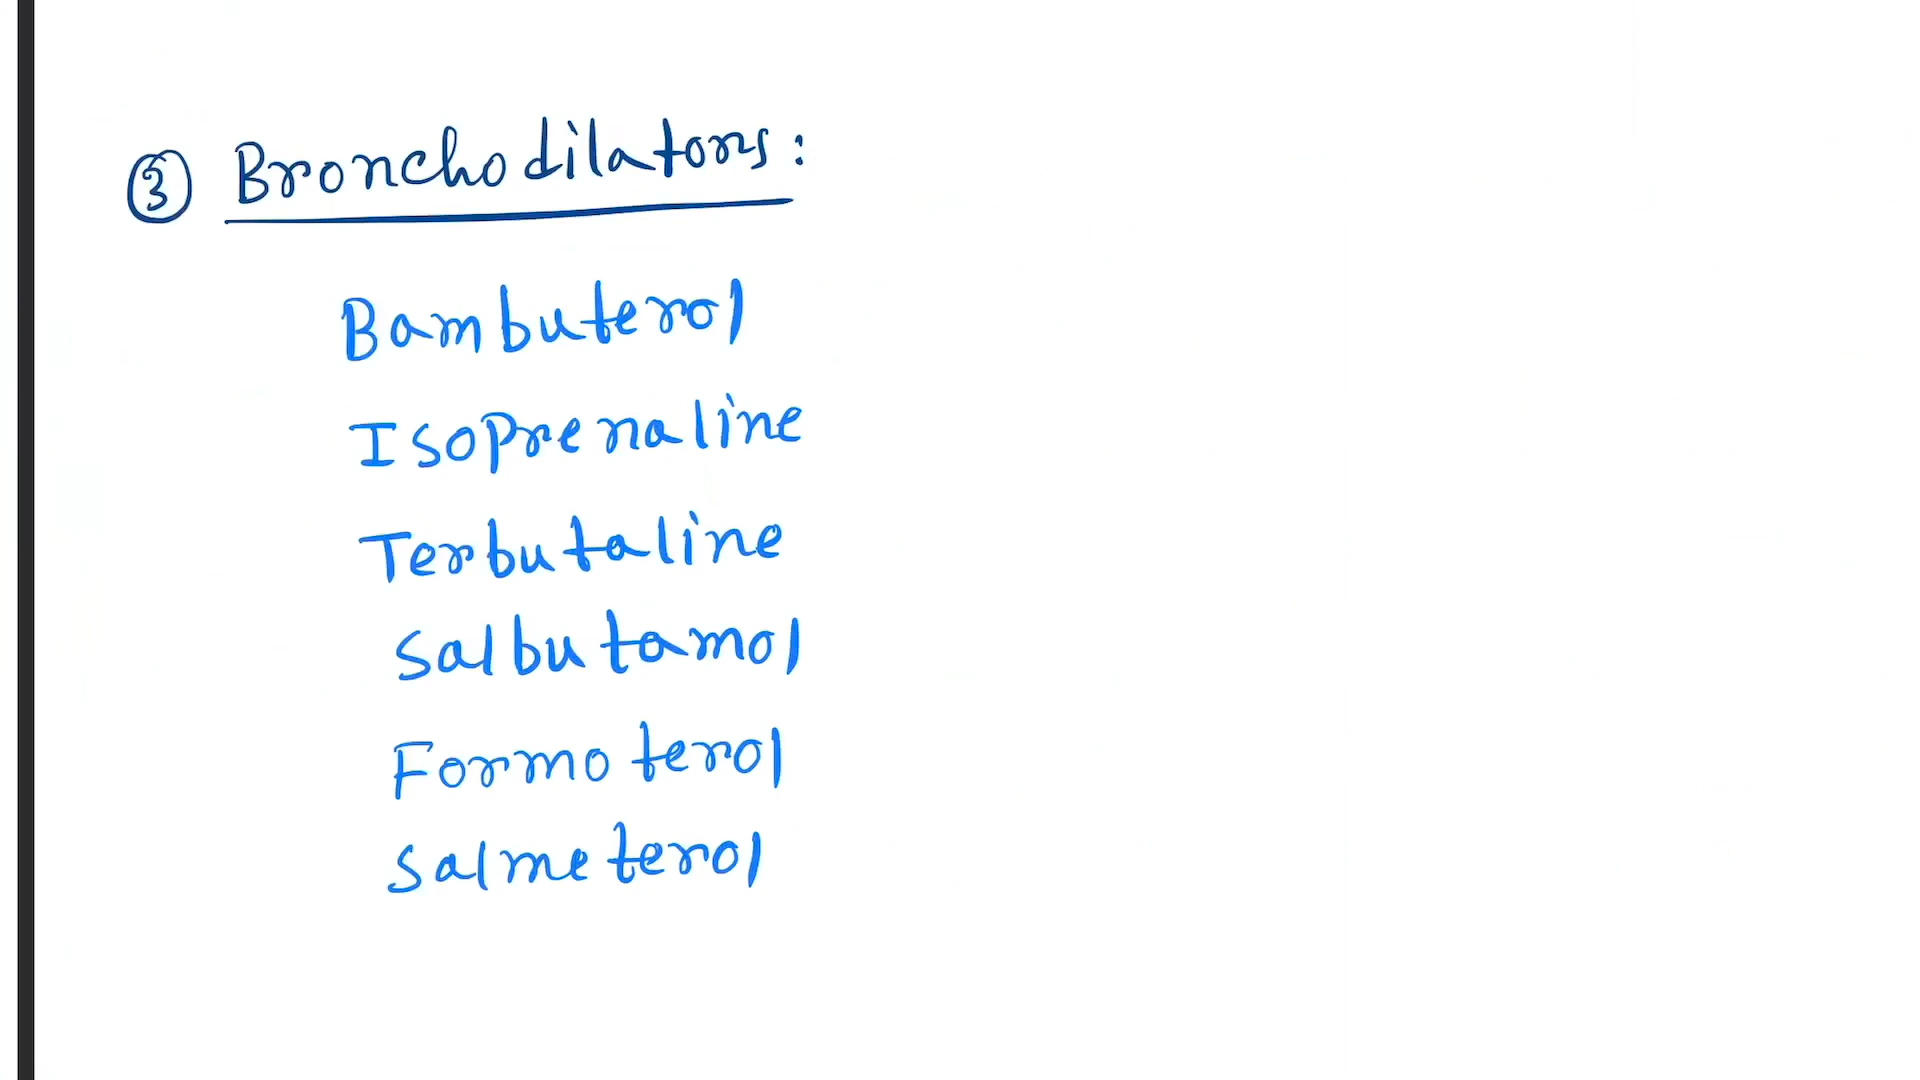 ③ Bronchodilators:
Bambuterol
Isoprenaline
Terbutaline
Salbutamol
Formoterol
Salmeterol